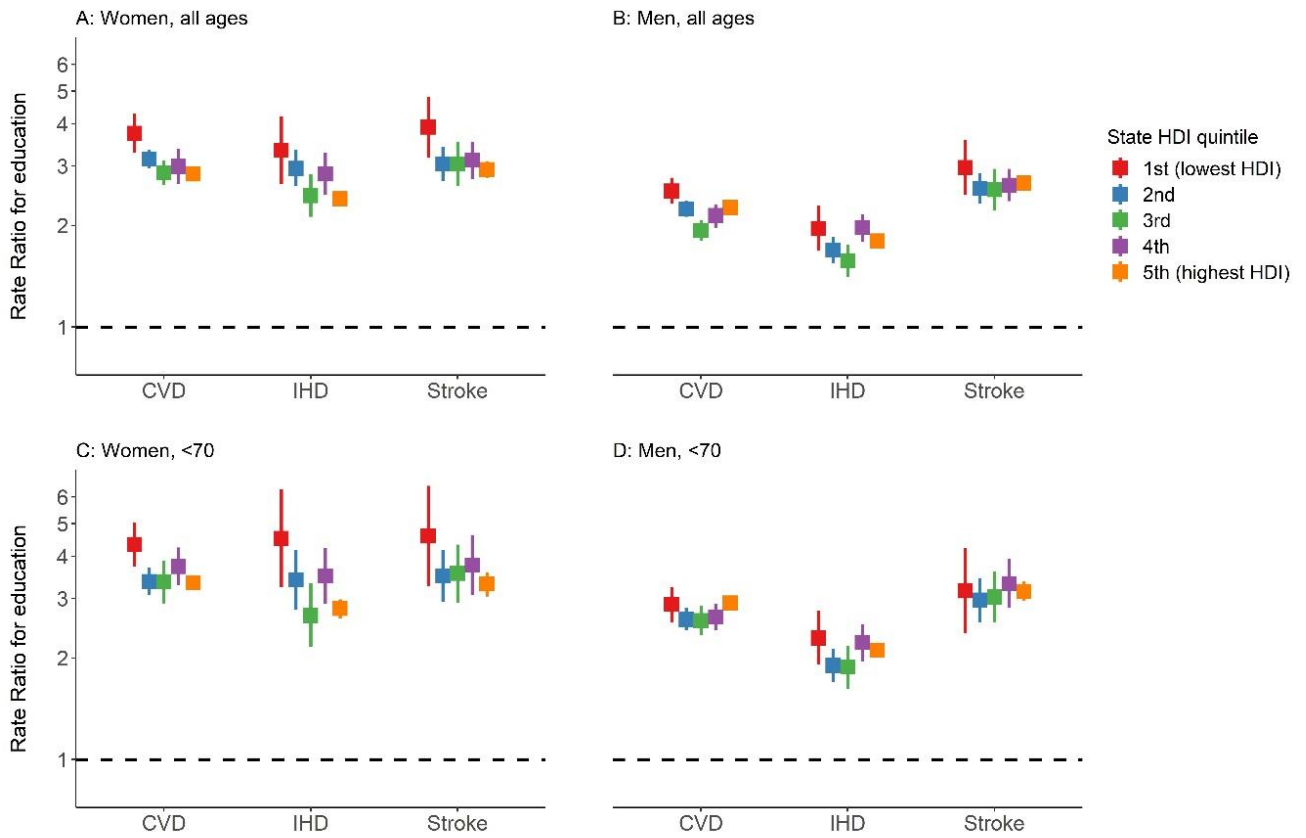 A: Women, all ages
B: Men, all ages
Rate Ratio for education
6
5
4
3
2
1
CVD
IHD
Stroke
CVD
IHD
Stroke
State HDI quintile
1st (lowest HDI)
2nd
3rd
4th
5th (highest HDI)
C: Women, <70
D: Men, <70
Rate Ratio for education
6
5
4
3
2
1
CVD
IHD
Stroke
CVD
IHD
Stroke